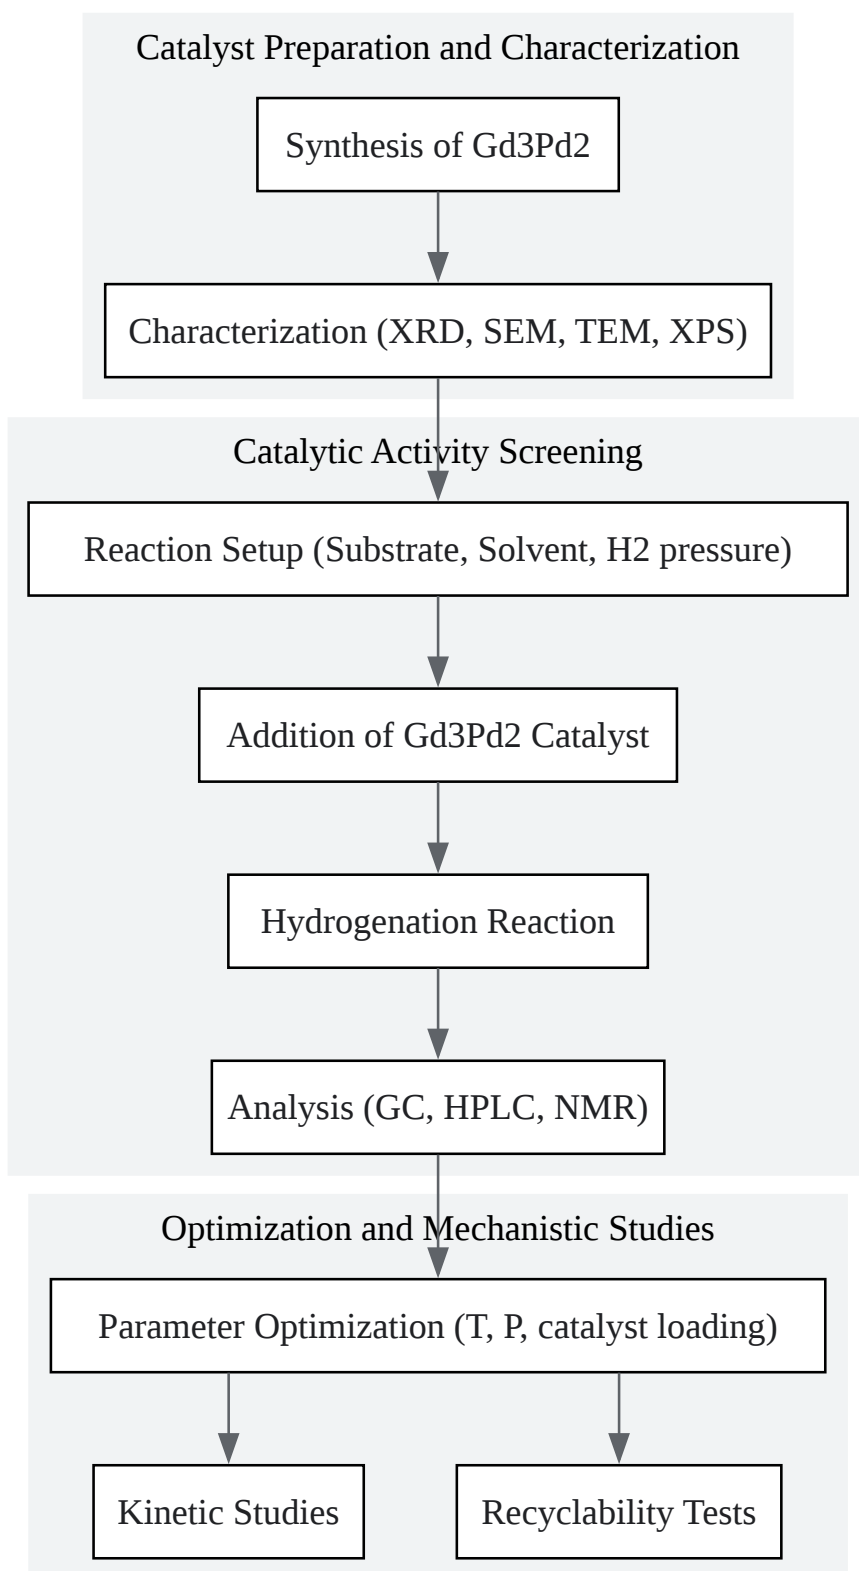 Catalyst Preparation and Characterization
Synthesis of Gd3Pd2
Characterization (XRD, SEM, TEM, XPS)
Catalytic Activity Screening
Reaction Setup (Substrate, Solvent, H2 pressure)
Addition of Gd3Pd2 Catalyst
Hydrogenation Reaction
Analysis (GC, HPLC, NMR)
Optimization and Mechanistic Studies
Parameter Optimization (T, P, catalyst loading)
Kinetic Studies
Recyclability Tests